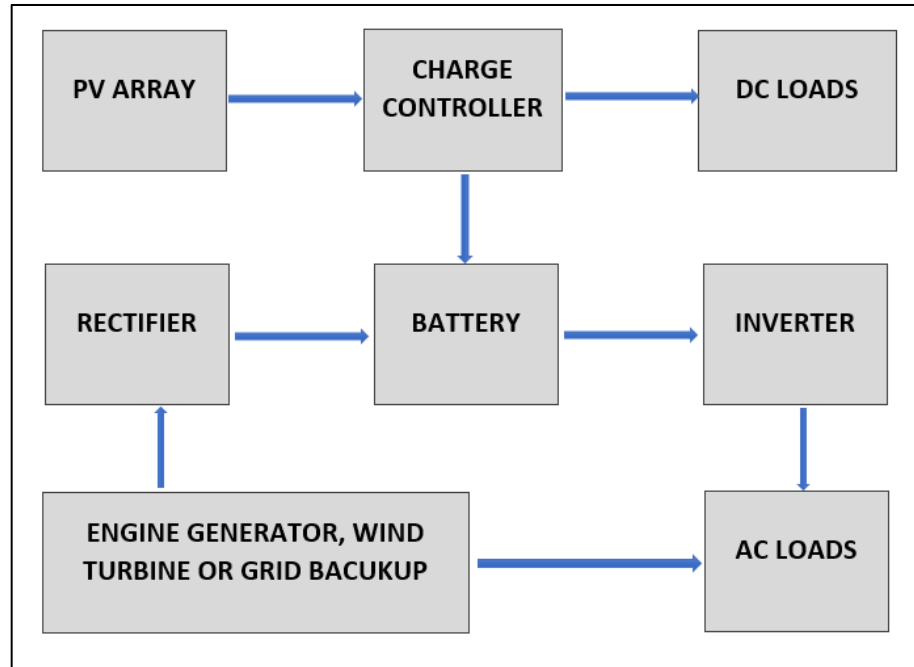 PV ARRAY
CHARGE
CONTROLLER
DC LOADS
RECTIFIER
BATTERY
INVERTER
ENGINE GENERATOR, WIND
TURBINE OR GRID BACUKUP
AC LOADS